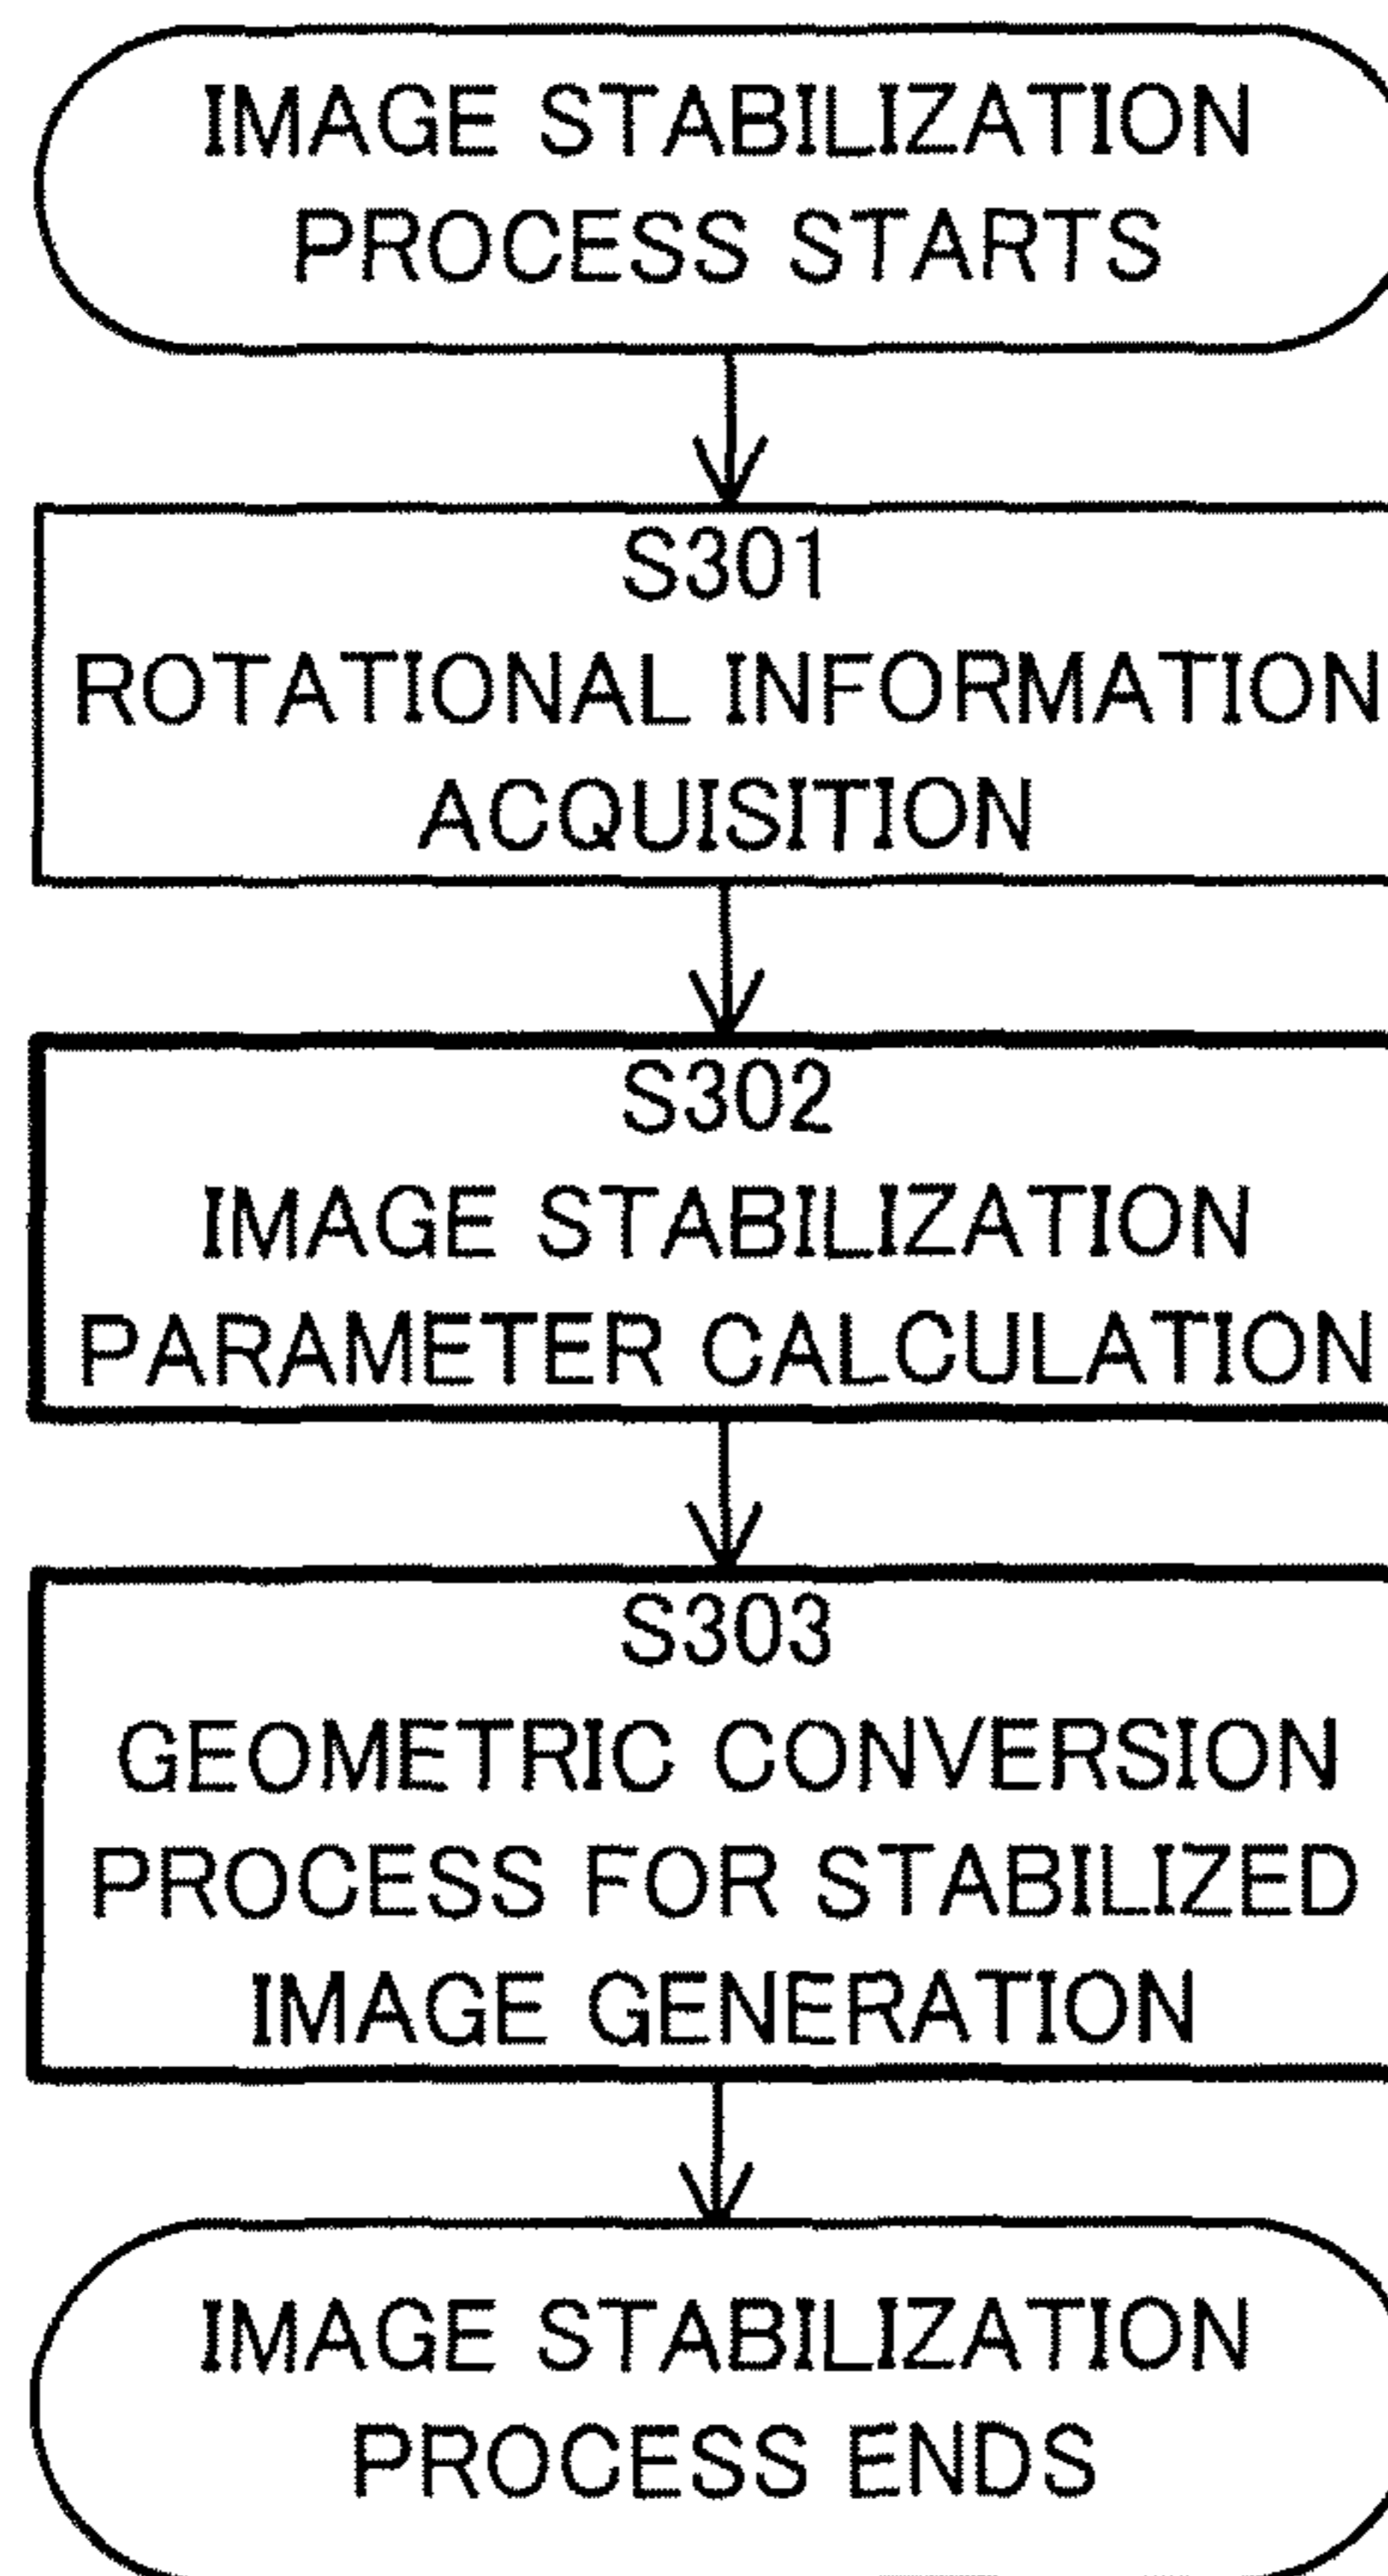 IMAGE STABILIZATION
PROCESS STARTS
S301
ROTATIONAL INFORMATION
ACQUISITION
S302
IMAGE STABILIZATION
PARAMETER CALCULATION
S303
GEOMETRIC CONVERSION
PROCESS FOR STABILIZED
IMAGE GENERATION
IMAGE STABILIZATION
PROCESS ENDS